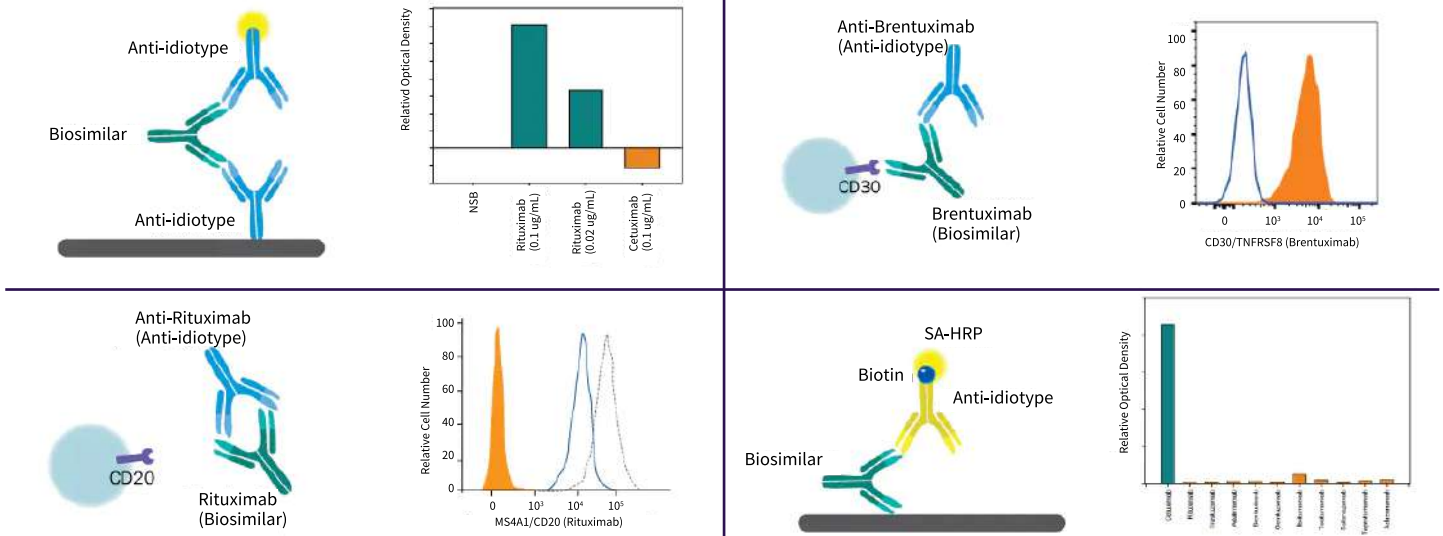 Anti-idiotype
Biosimilar
Anti-idiotype
Relativd Optical Density
NSB
Rituximab
(0.1 ug/mL)
Rituximab
(0.02 ug/mL)
Cetuximab
(0.1 ug/mL)
Anti-Brentuximab
(Anti-idiotype)
CD30
Brentuximab
(Biosimilar)
Relative Cell Number
100
80
60
40
20
0
0 10³ 10⁴ 10⁵
CD30/TNFRSF8 (Brentuximab)
Anti-Rituximab
(Anti-idiotype)
CD20
Rituximab
(Biosimilar)
Relative Cell Number
100
80
60
40
20
0
0 10³ 10⁴ 10⁵
MS4A1/CD20 (Rituximab)
SA-HRP
Biotin
Anti-idiotype
Biosimilar
Relative Optical Density